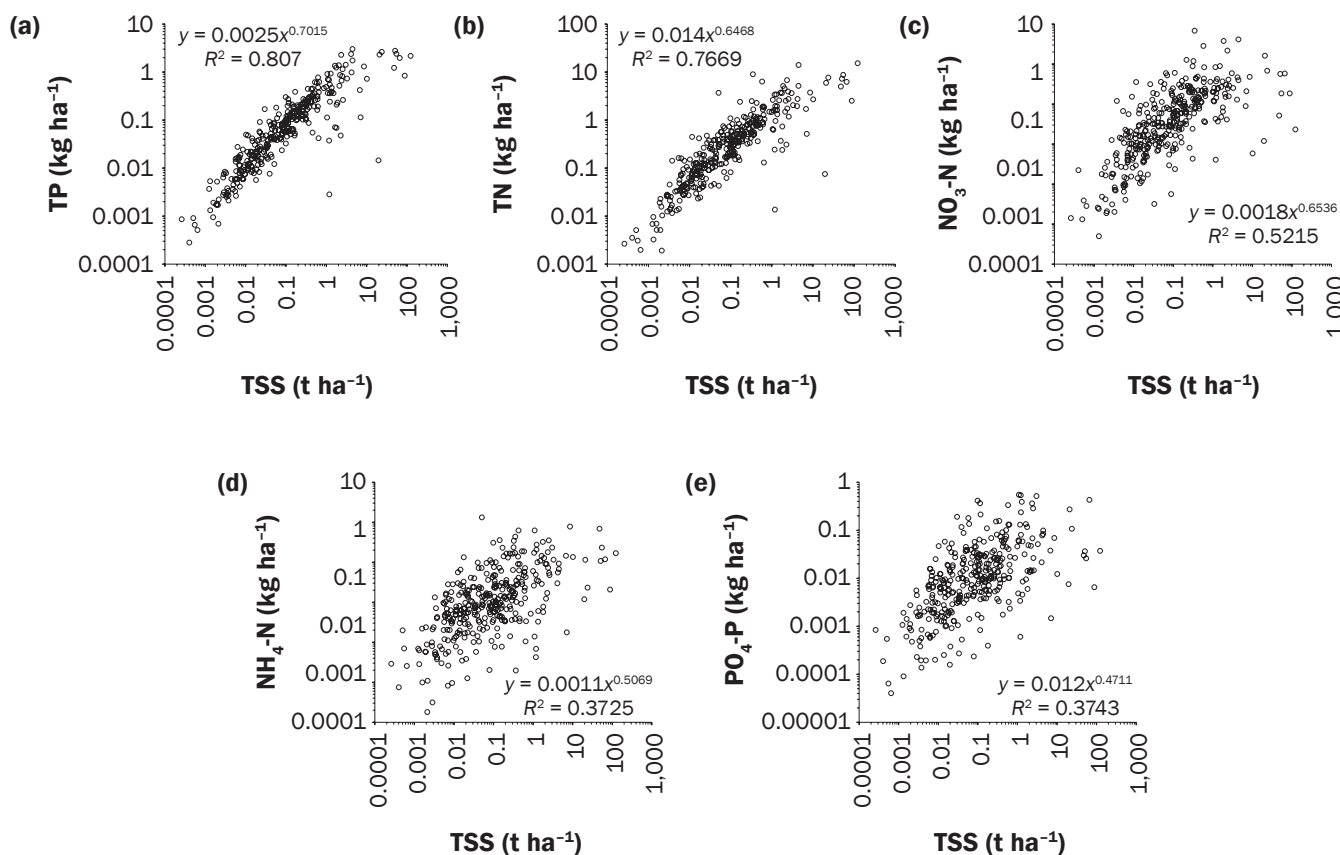 (a)
y = 0.0025x^0.7015
R² = 0.807
TP (kg ha⁻¹)
10
1
0.1
0.01
0.001
0.0001
0.0001
0.001
0.01
0.1
1
10
100
1,000
TSS (t ha⁻¹)
(b)
y = 0.014x^0.6468
R² = 0.7669
TN (kg ha⁻¹)
100
10
1
0.1
0.01
0.001
0.0001
0.001
0.01
0.1
1
10
100
1,000
TSS (t ha⁻¹)
(c)
y = 0.0018x^0.6536
R² = 0.5215
NO₃-N (kg ha⁻¹)
10
1
0.1
0.01
0.001
0.0001
0.0001
0.001
0.01
0.1
1
10
100
1,000
TSS (t ha⁻¹)
(d)
y = 0.0011x^0.5069
R² = 0.3725
NH₄-N (kg ha⁻¹)
10
1
0.1
0.01
0.001
0.0001
0.0001
0.001
0.01
0.1
1
10
100
1,000
TSS (t ha⁻¹)
(e)
y = 0.012x^0.4711
R² = 0.3743
PO₄-P (kg ha⁻¹)
1
0.1
0.01
0.001
0.0001
0.00001
0.0001
0.001
0.01
0.1
1
10
100
1,000
TSS (t ha⁻¹)